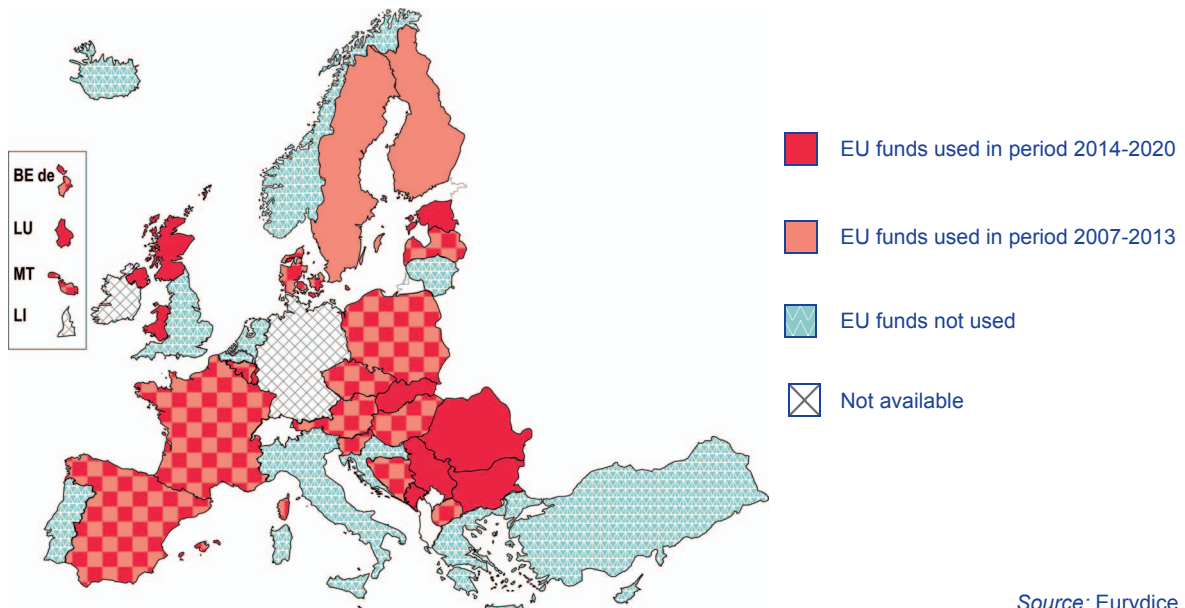 BE de
LU
MT
LI
EU funds used in period 2014-2020
EU funds used in period 2007-2013
EU funds not used
Not available
Source: Eurydice